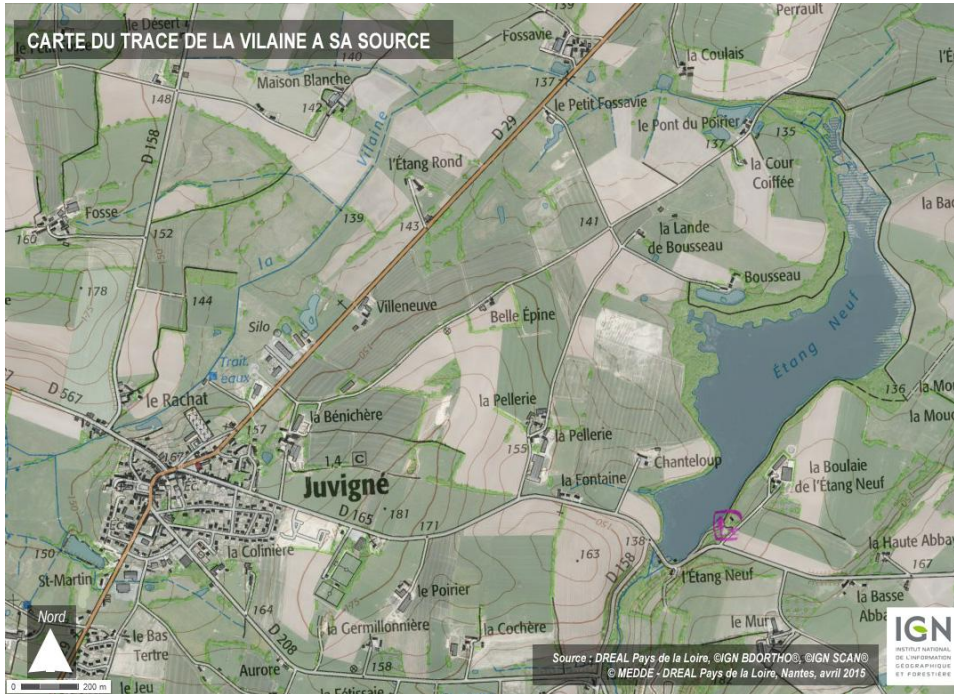 CARTE DU TRACE DE LA VILAINE A SA SOURCE
le Désert
139
Fossavie
Perrault
la Coulais
140
Maison Blanche
142
137
148
D 158
Vilaine
D 29
le Petit Fossavie
le Pont du Poirier
135
137
la Cour
Coiffée
l'Étang Rond
139
143
141
Fosse
160
152
la Lande
de Bousseau
Bousseau
178
144
la
Villeneuve
Belle Épine
Étang Neuf
Silo
Trait.
eaux
136
D 567
le Rachat
157
la Bénichère
la Pellerie
la Pellerie
155
167
1,4 C
Juvigné
Chanteloup
la Boulaie
de l'Étang Neuf
la Fontaine
D 165
181
171
150
la Colinière
163
138
D 158
la Haute Abbaye
167
St-Martin
l'Etang Neuf
la Basse
le Poirier
164
Nord
le Bas
Tertre
D 208
la Germillonnière
la Cochère
le Mur
158
Aurore
le Jeu
0 200 m
Source : DREAL Pays de la Loire, ©IGN BDORTHO®, ©IGN SCAN®
© MEDDE - DREAL Pays de la Loire, Nantes, avril 2015
IGN
INSTITUT NATIONAL
DE L'INFORMATION
GÉOGRAPHIQUE
ET FORESTIÈRE